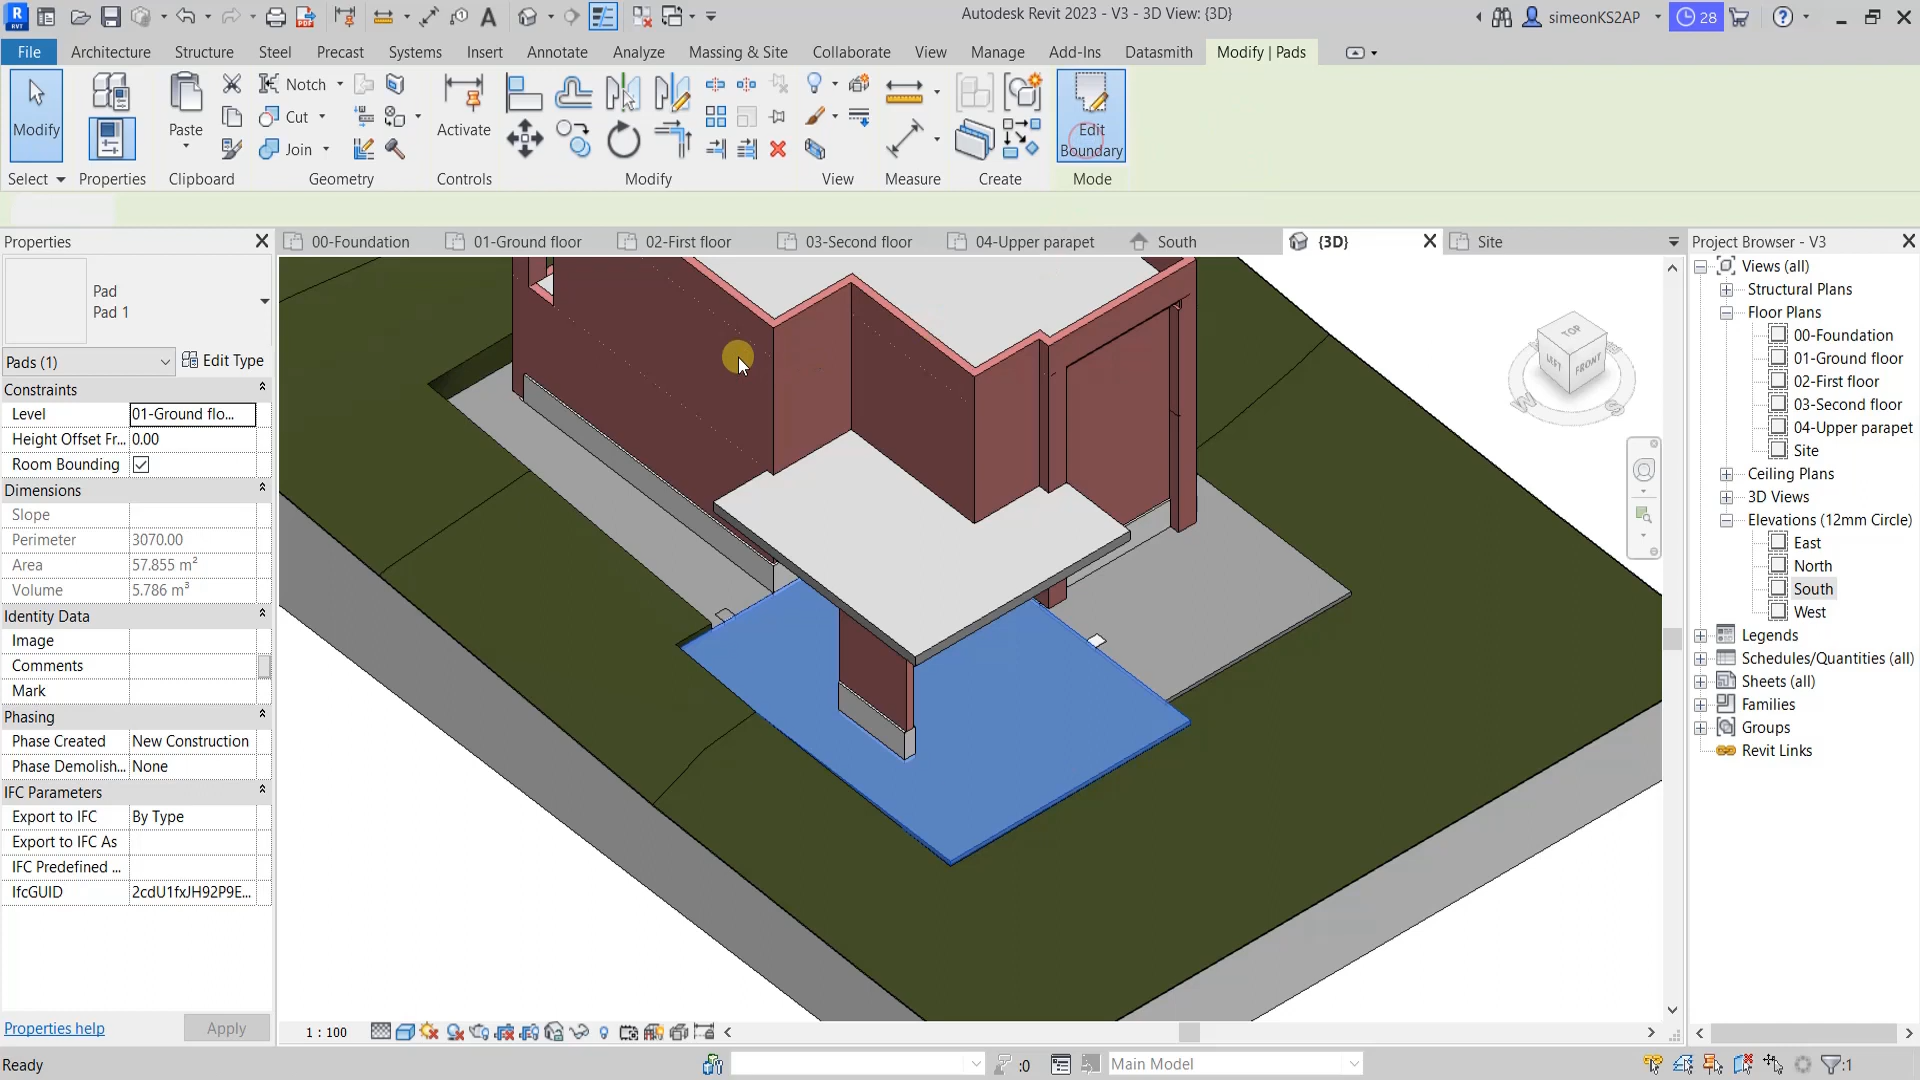 Autodesk Revit 2023 - V3 - 3D View: {3D}
simeonKS2AP
28
File
Architecture
Structure
Steel
Precast
Systems
Insert
Annotate
Analyze
Massing & Site
Collaborate
View
Manage
Add-Ins
Datasmith
Modify | Pads
Modify
Paste
Notch
Cut
Join
Activate
Edit
Boundary
Select
Properties
Clipboard
Geometry
Controls
Modify
View
Measure
Create
Mode
Properties
00-Foundation
01-Ground floor
02-First floor
03-Second floor
04-Upper parapet
South
{3D}
Site
Project Browser - V3
Pad
Pad 1
Pads (1)
Edit Type
Constraints
Level
01-Ground flo...
Height Offset Fr...
0.00
Room Bounding
Dimensions
Slope
Perimeter
3070.00
Area
57.855 m²
Volume
5.786 m³
Identity Data
Image
Comments
Mark
Phasing
Phase Created
New Construction
Phase Demolish...
None
IFC Parameters
Export to IFC
By Type
Export to IFC As
IFC Predefined ...
IfcGUID
2cdU1fxJH92P9E...
Properties help
Apply
TOP
LEFT
FRONT
W
S
Views (all)
Structural Plans
Floor Plans
00-Foundation
01-Ground floor
02-First floor
03-Second floor
04-Upper parapet
Site
Ceiling Plans
3D Views
Elevations (12mm Circle)
East
North
South
West
Legends
Schedules/Quantities (all)
Sheets (all)
Families
Groups
Revit Links
1 : 100
Ready
:0
Main Model
:1